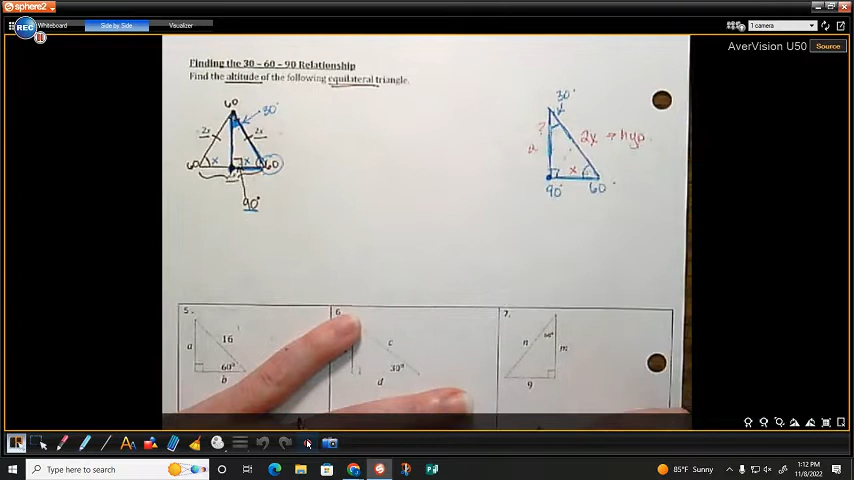 sphere2
REC
Whiteboard
Side by Side
Visualizer
1 camera
AverVision U50
Source
Finding the 30 – 60 – 90 Relationship
Find the altitude of the following equilateral triangle.
60
30°
2x
2x
60
x
x
60
90°
30°
?
a
2x → hyp.
x
90°
60°
5.
16
a
60°
b
6.
c
30°
d
7.
n
60°
m
9
Type here to search
85°F Sunny
1:12 PM
11/8/2022